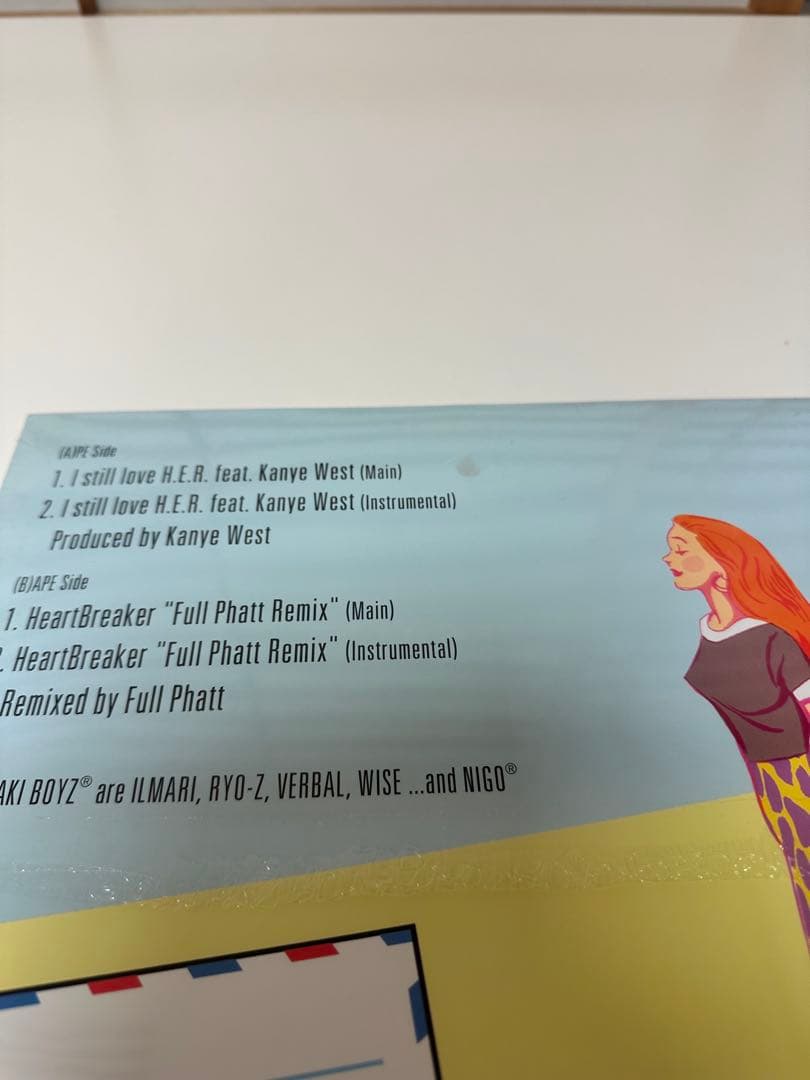 (A)PE Side
1. I still love H.E.R. feat. Kanye West (Main)
2. I still love H.E.R. feat. Kanye West (Instrumental)
Produced by Kanye West
(B)APE Side
1. HeartBreaker "Full Phatt Remix" (Main)
. HeartBreaker "Full Phatt Remix" (Instrumental)
Remixed by Full Phatt
AKI BOYZ® are ILMARI, RYO-Z, VERBAL, WISE ...and NIGO®